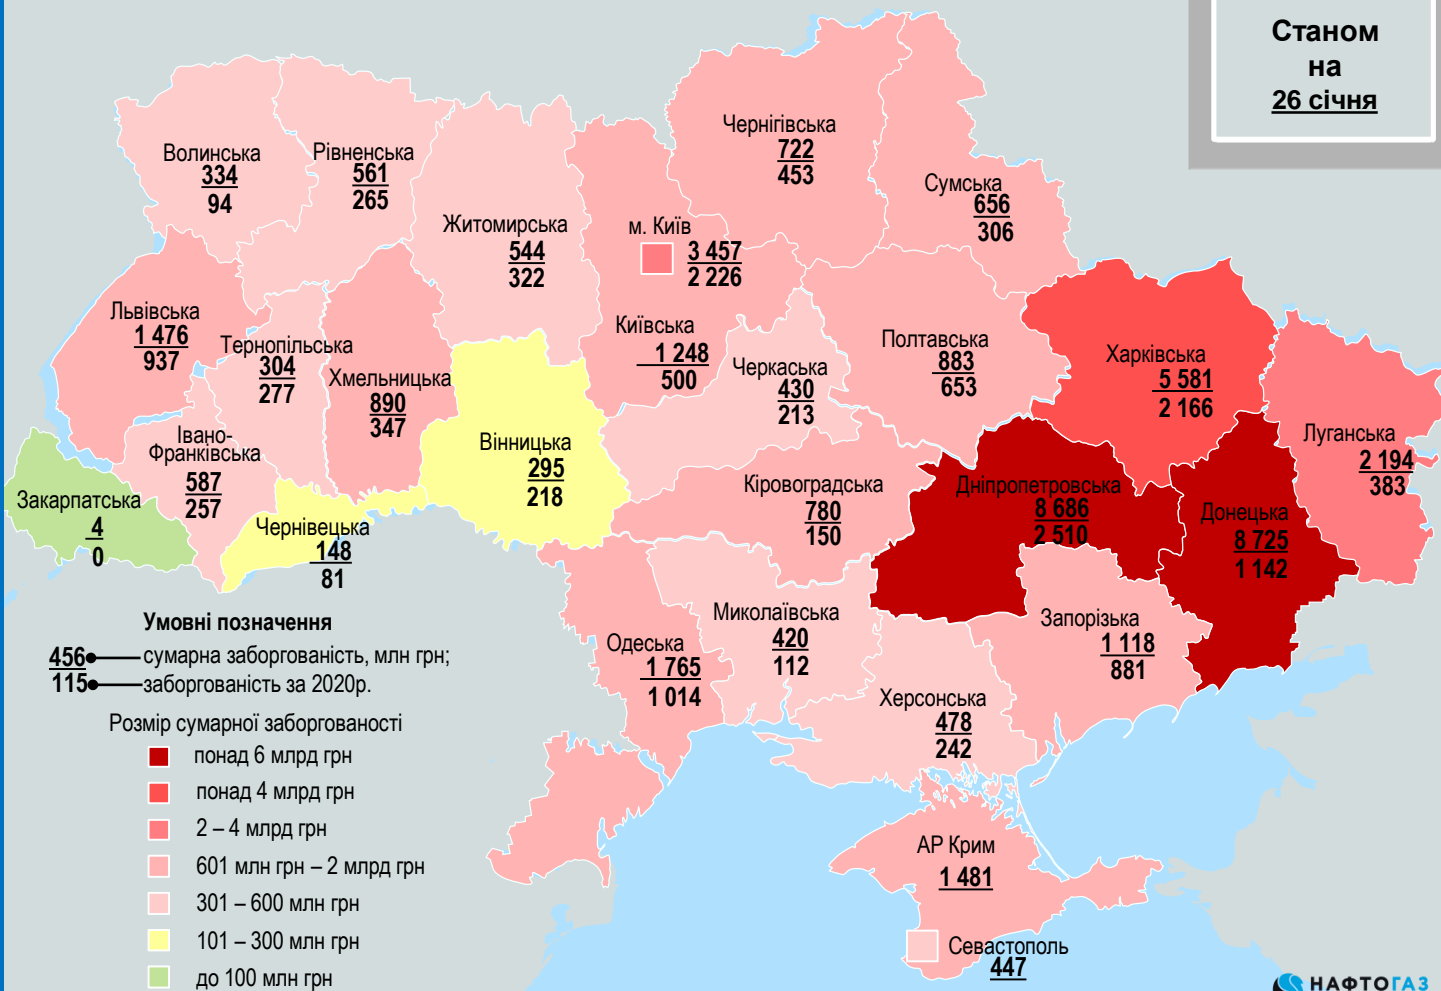 Станом
на
26 січня
Волинська
334
94
Рівненська
561
265
Житомирська
544
322
м. Київ
3 457
2 226
Чернігівська
722
453
Сумська
656
306
Львівська
1 476
937
Тернопільська
304
277
Хмельницька
890
347
Київська
1 248
500
Черкаська
430
213
Полтавська
883
653
Харківська
5 581
2 166
Луганська
2 194
383
Івано-
Франківська
587
257
Закарпатська
4
0
Чернівецька
148
81
Вінницька
295
218
Кіровоградська
780
150
Дніпропетровська
8 686
2 510
Донецька
8 725
1 142
Одеська
1 765
1 014
Миколаївська
420
112
Запорізька
1 118
881
Херсонська
478
242
АР Крим
1 481
Севастополь
447
Умовні позначення
456 сумарна заборгованість, млн грн;
115 заборгованість за 2020р.
Розмір сумарної заборгованості
понад 6 млрд грн
понад 4 млрд грн
2 – 4 млрд грн
601 млн грн – 2 млрд грн
301 – 600 млн грн
101 – 300 млн грн
до 100 млн грн
НАФТОГАЗ